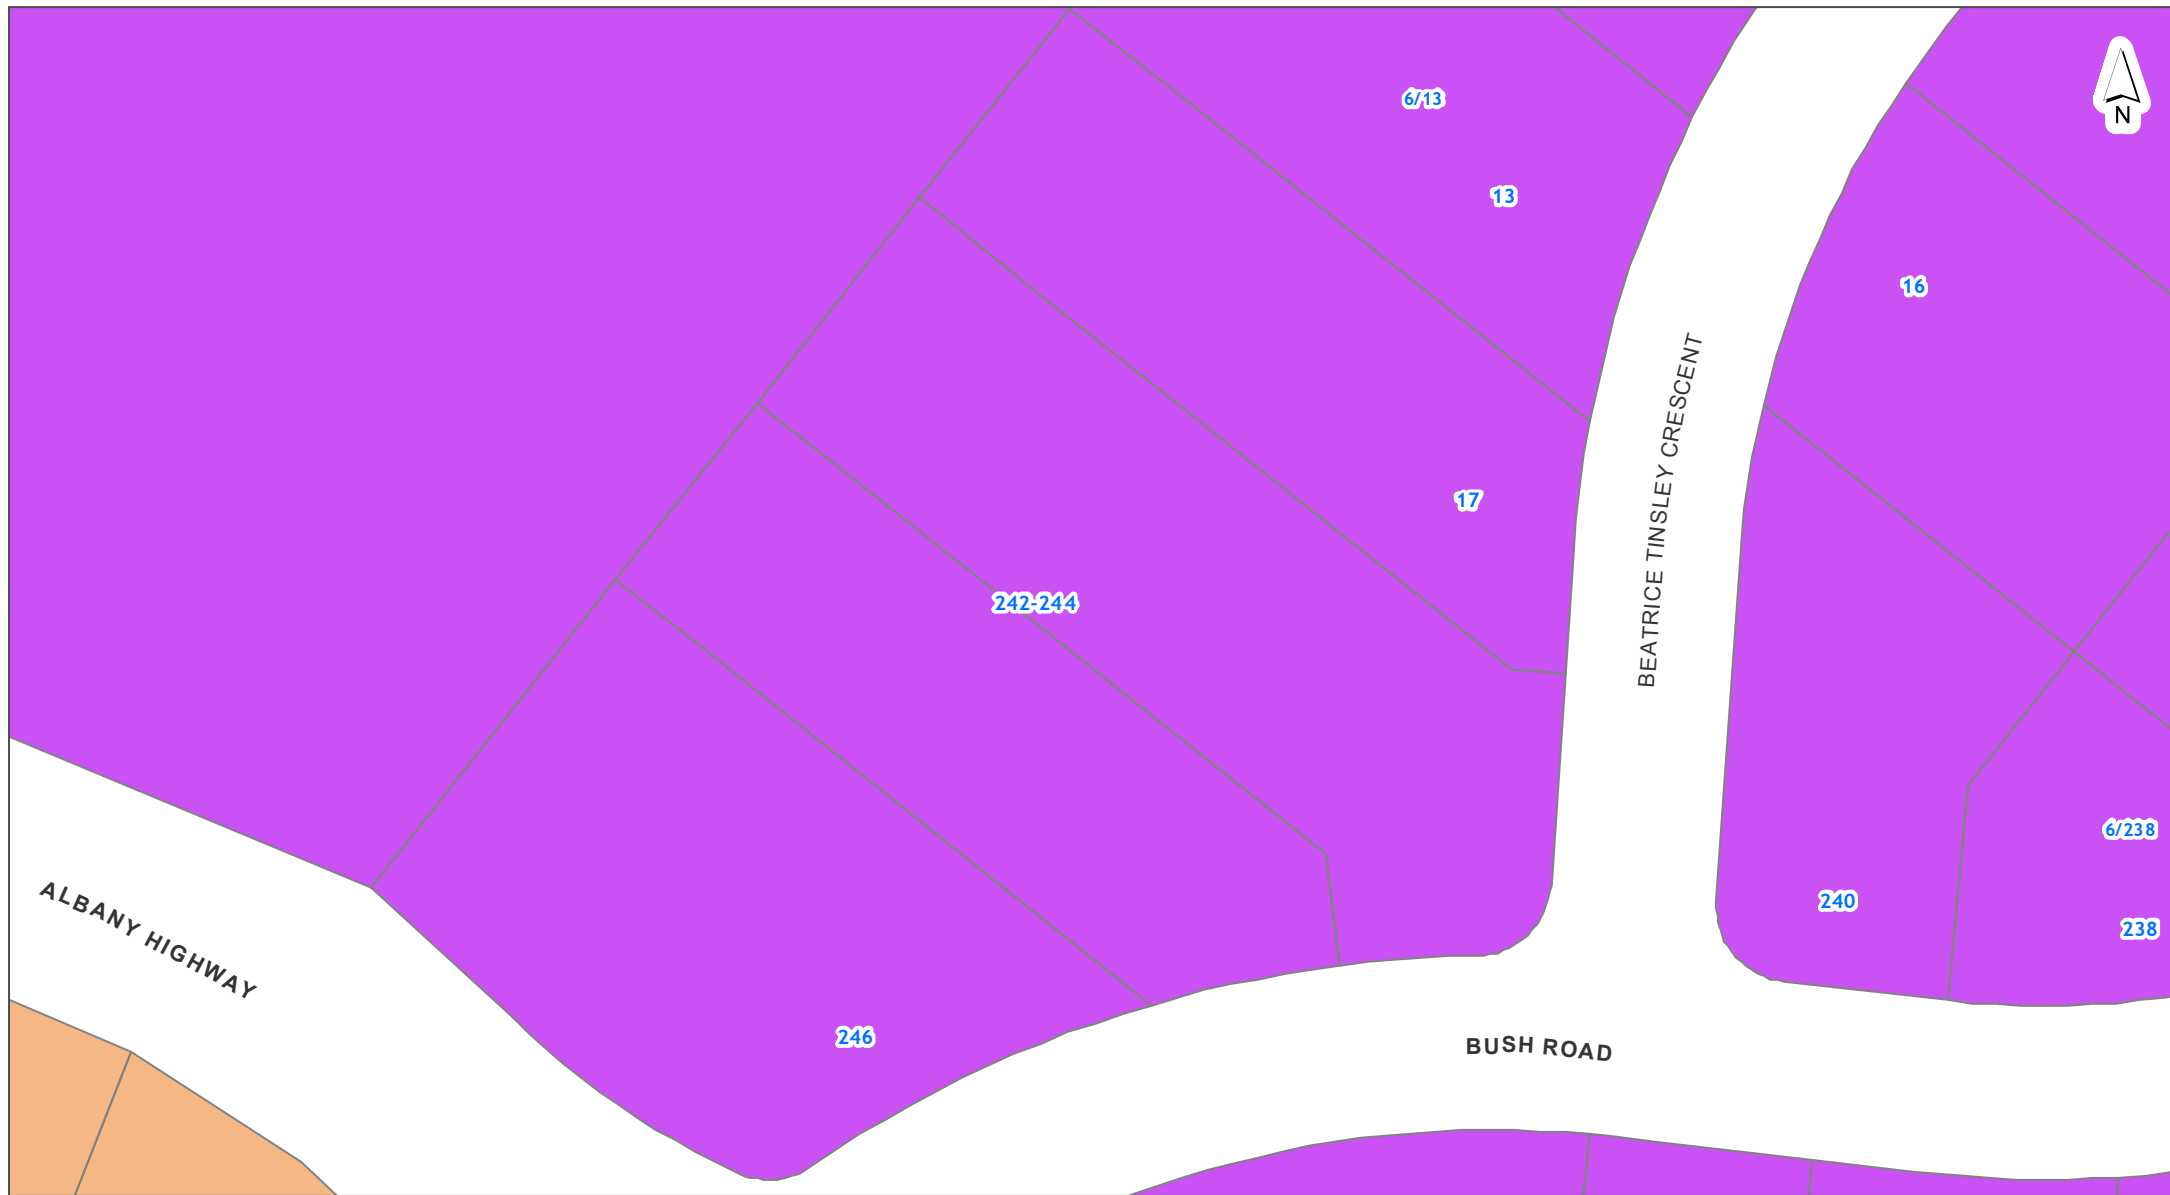 6/13
N
13
16
BEATRICE TINSLEY CRESCENT
17
242-244
6/238
ALBANY HIGHWAY
240
238
246
BUSH ROAD